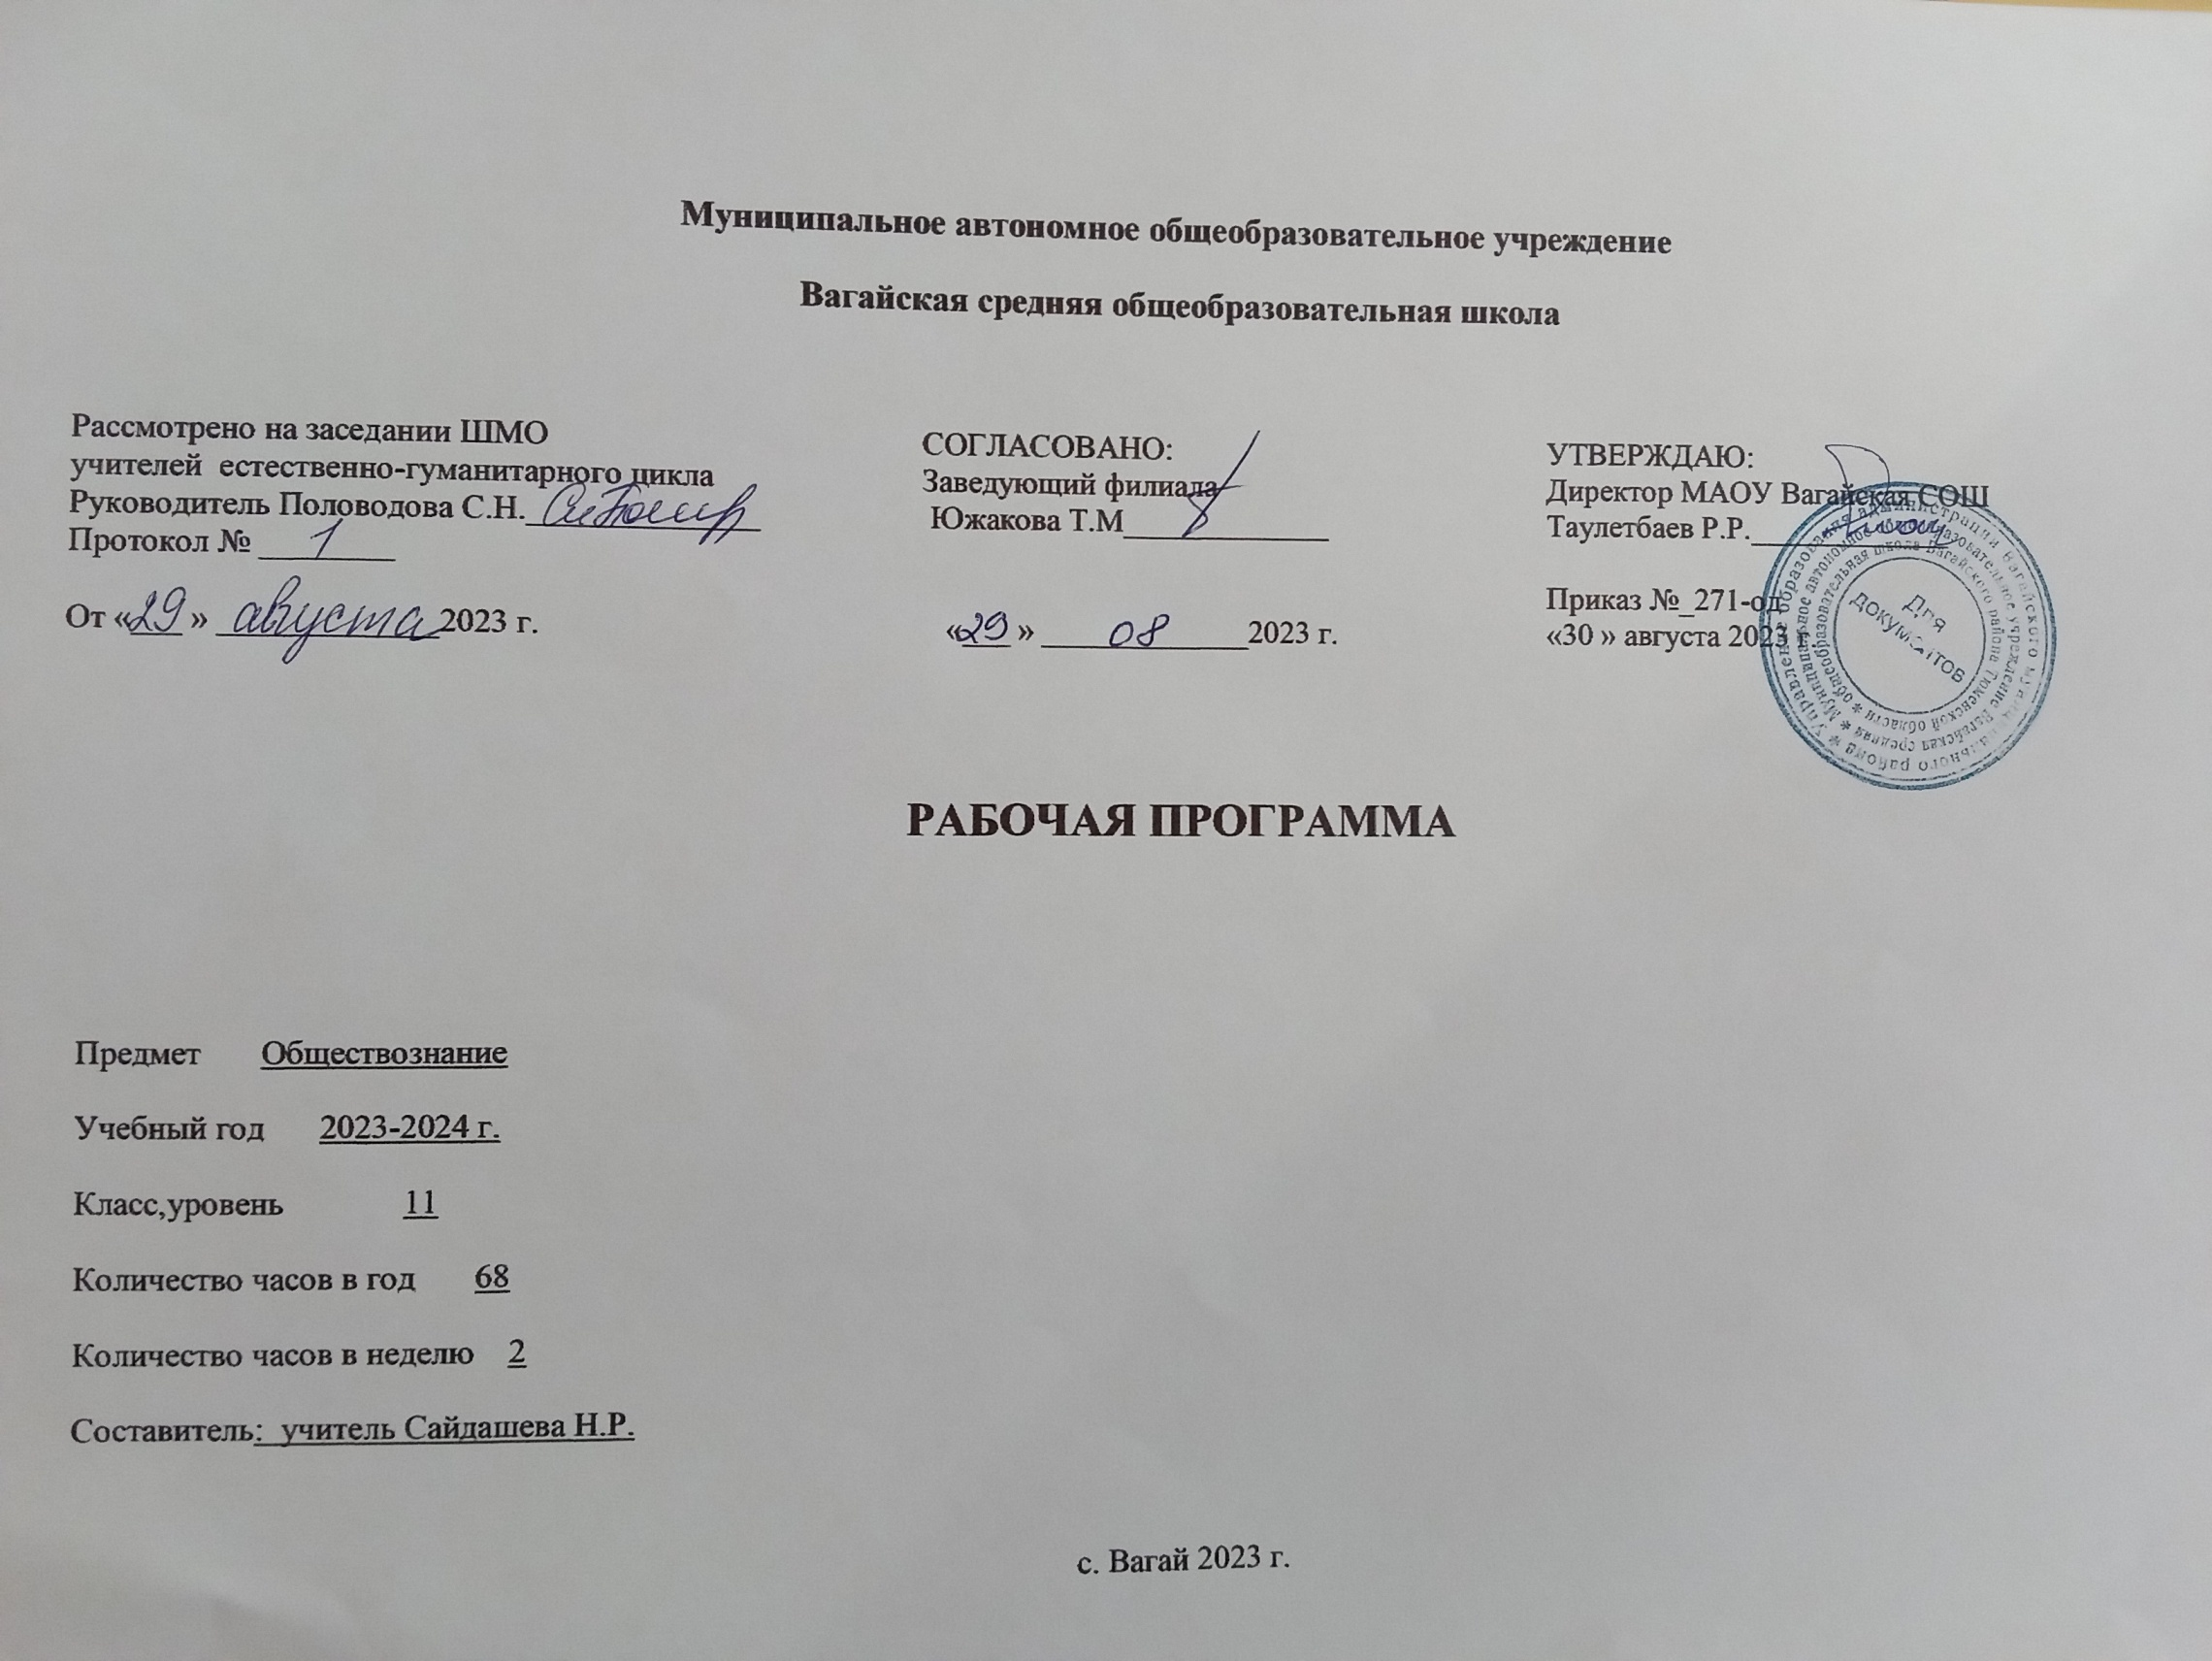 Муниципальное автономное общеобразовательное учреждение
Вагайская средняя общеобразовательная школа
Рассмотрено на заседании ШМО
учителей естественно-гуманитарного цикла
Руководитель Половодова С.Н.
Протокол № 1
От «29» августа 2023 г.
СОГЛАСОВАНО:
Заведующий филиала
Южакова Т.М
«29» 08 2023 г.
УТВЕРЖДАЮ:
Директор МАОУ Вагайская СОШ
Таулетбаев Р.Р.
Приказ №_271-од
«30 » августа 2023 г
Для
документов
РАБОЧАЯ ПРОГРАММА
Предмет Обществознание
Учебный год 2023-2024 г.
Класс,уровень 11
Количество часов в год 68
Количество часов в неделю 2
Составитель: учитель Сайдашева Н.Р.
с. Вагай 2023 г.